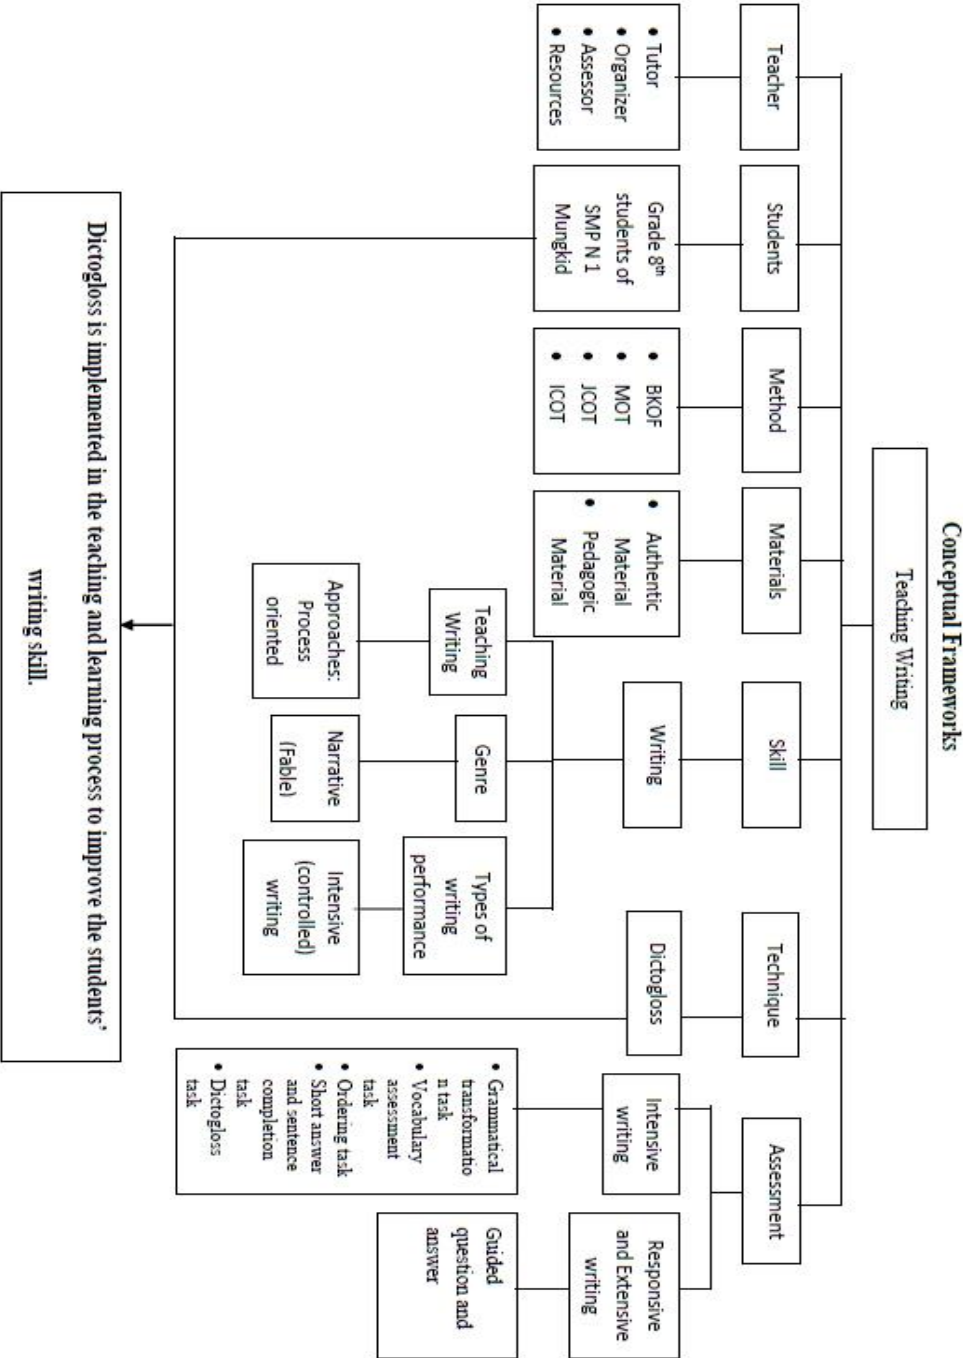 Conceptual Frameworks
Teaching Writing
Teacher
Students
Method
Materials
Skill
Technique
Assessment
• Tutor
• Organizer
• Assessor
• Resources
Grade 8th
students of
SMP N 1
Mungkid
• BKOF
• MOT
• JCOT
• ICOT
• Authentic
Material
• Pedagogic
Material
Writing
Dictogloss
Intensive
writing
Responsive
and Extensive
writing
Teaching
Writing
Genre
Types of
writing
performance
Approaches:
Process
oriented
Narrative
(Fable)
Intensive
(controlled)
writing
• Grammatical
transformatio
n task
• Vocabulary
assessment
task
• Ordering task
• Short answer
and sentence
completion
task
• Dictogloss
task
Guided
question and
answer
Dictogloss is implemented in the teaching and learning process to improve the students’
writing skill.